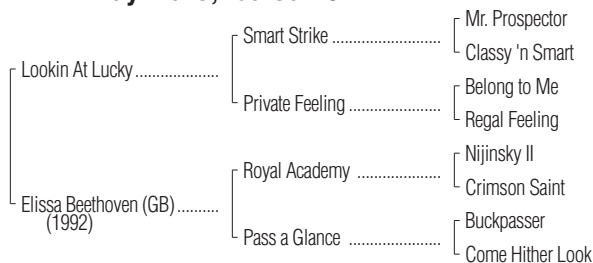 Mr. Prospector
Smart Strike ......................
Classy 'n Smart
Lookin At Lucky ...................
Belong to Me
Private Feeling .....................
Regal Feeling
Nijinsky II
Royal Academy ...................
Crimson Saint
Elissa Beethoven (GB) ..........
(1992)
Buckpasser
Pass a Glance .....................
Come Hither Look